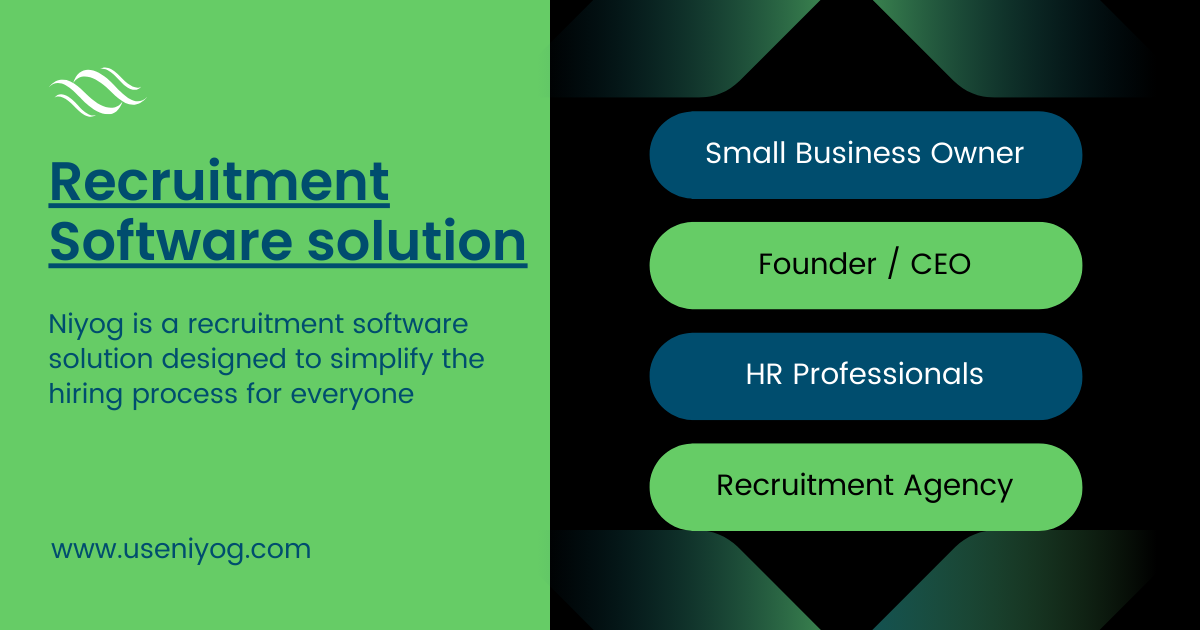 Recruitment
Software solution
Niyog is a recruitment software
solution designed to simplify the
hiring process for everyone
www.useniyog.com
Small Business Owner
Founder / CEO
HR Professionals
Recruitment Agency